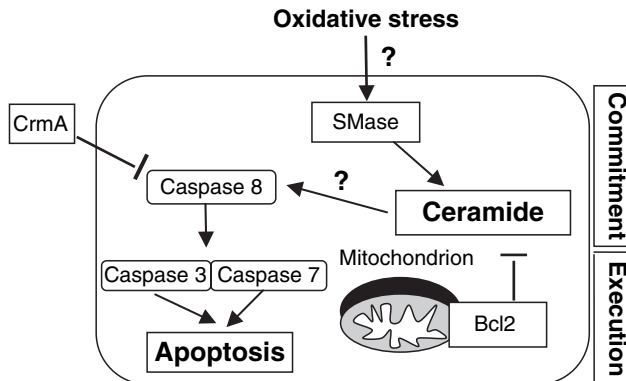 Oxidative stress
?
CrmA
SMase
Commitment
Caspase 8
?
Ceramide
Mitochondrion
Caspase 3
Caspase 7
Bcl2
Execution
Apoptosis